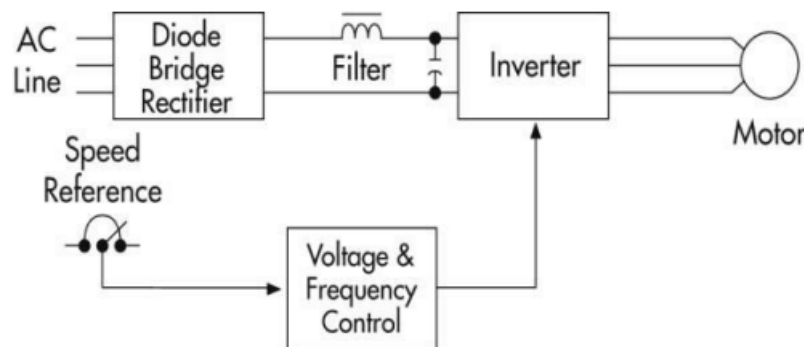 AC
Line
Diode
Bridge
Rectifier
Filter
Inverter
Motor
Speed
Reference
Voltage &
Frequency
Control